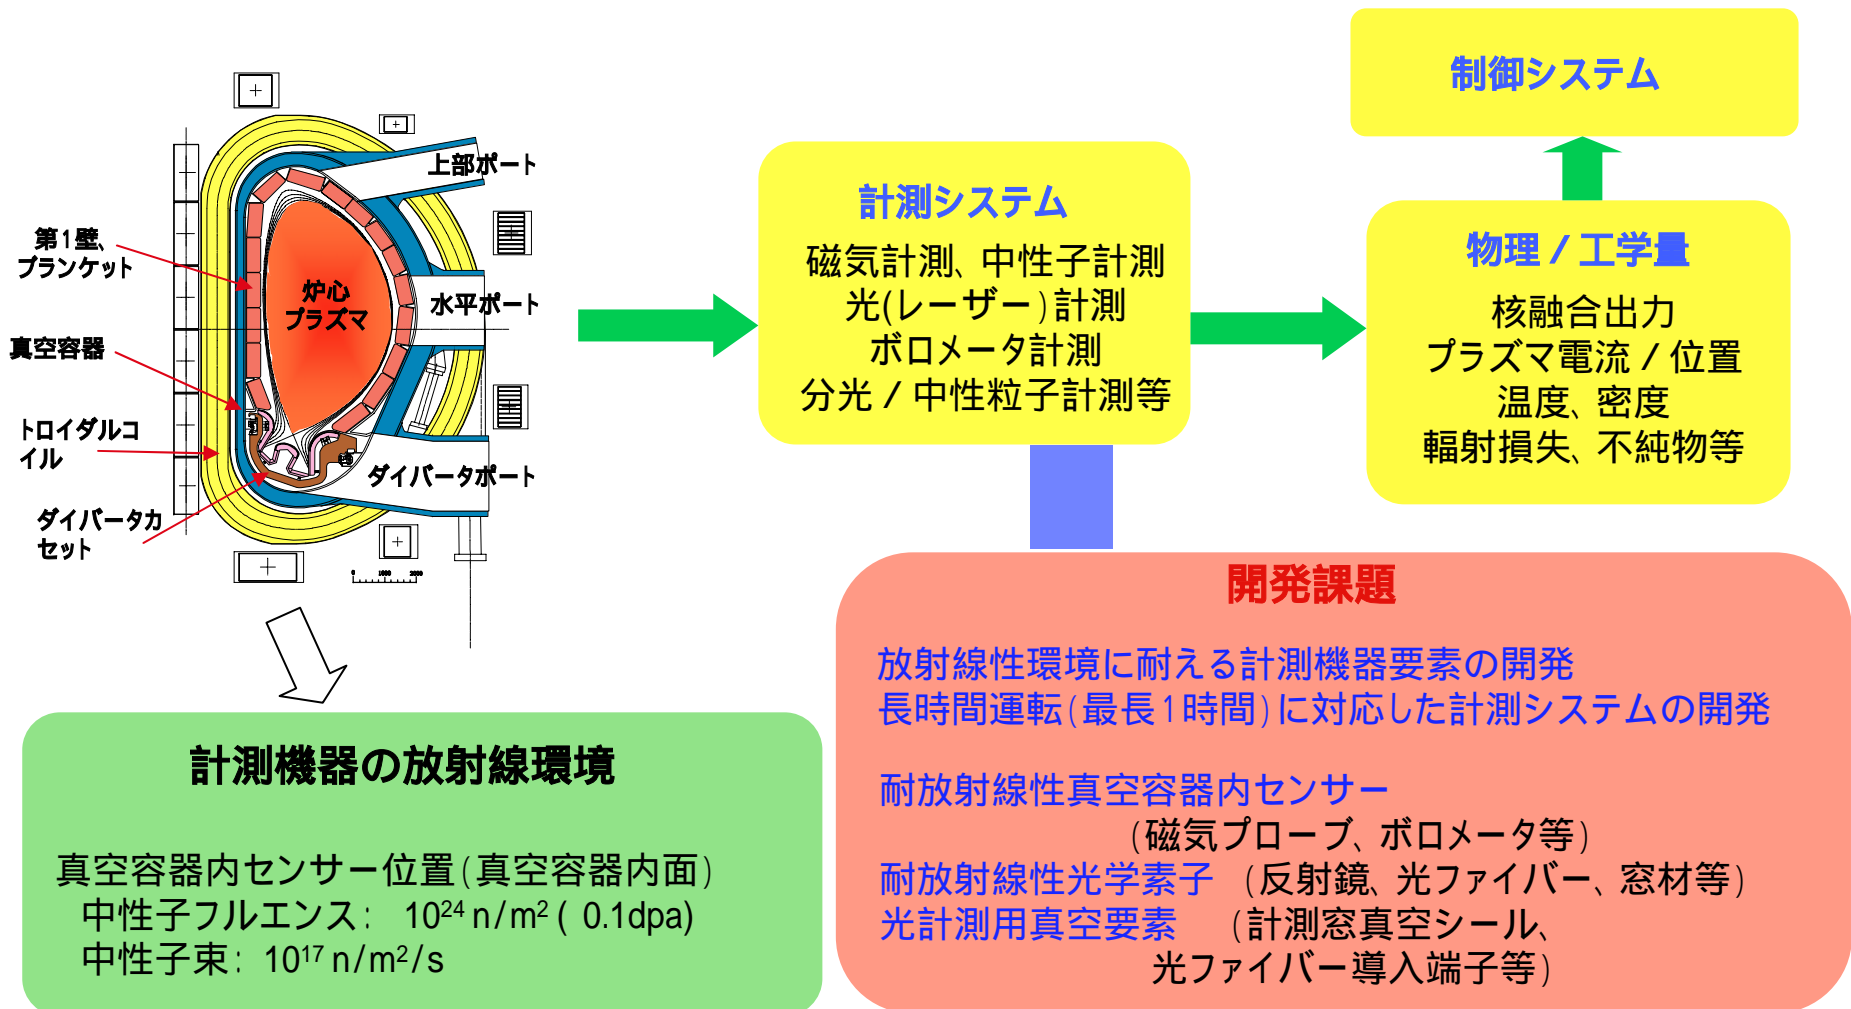 制御システム
上部ポート
計測システム
磁気計測、中性子計測
光(レーザー)計測
ボロメータ計測
分光/中性粒子計測等
物理/工学量
核融合出力
プラズマ電流/位置
温度、密度
輻射損失、不純物等
第1壁、
ブランケット
炉心
プラズマ
水平ポート
真空容器
トロイダルコ
イル
ダイバータポート
ダイバータカ
セット
0 1000 2000
開発課題
放射線性環境に耐える計測機器要素の開発
長時間運転(最長1時間)に対応した計測システムの開発
耐放射線性真空容器内センサー
(磁気プローブ、ボロメータ等)
耐放射線性光学素子 (反射鏡、光ファイバー、窓材等)
光計測用真空要素 (計測窓真空シール、
光ファイバー導入端子等)
計測機器の放射線環境
真空容器内センサー位置(真空容器内面)
中性子フルエンス: 10²⁴ n/m² ( 0.1dpa)
中性子束: 10¹⁷ n/m²/s